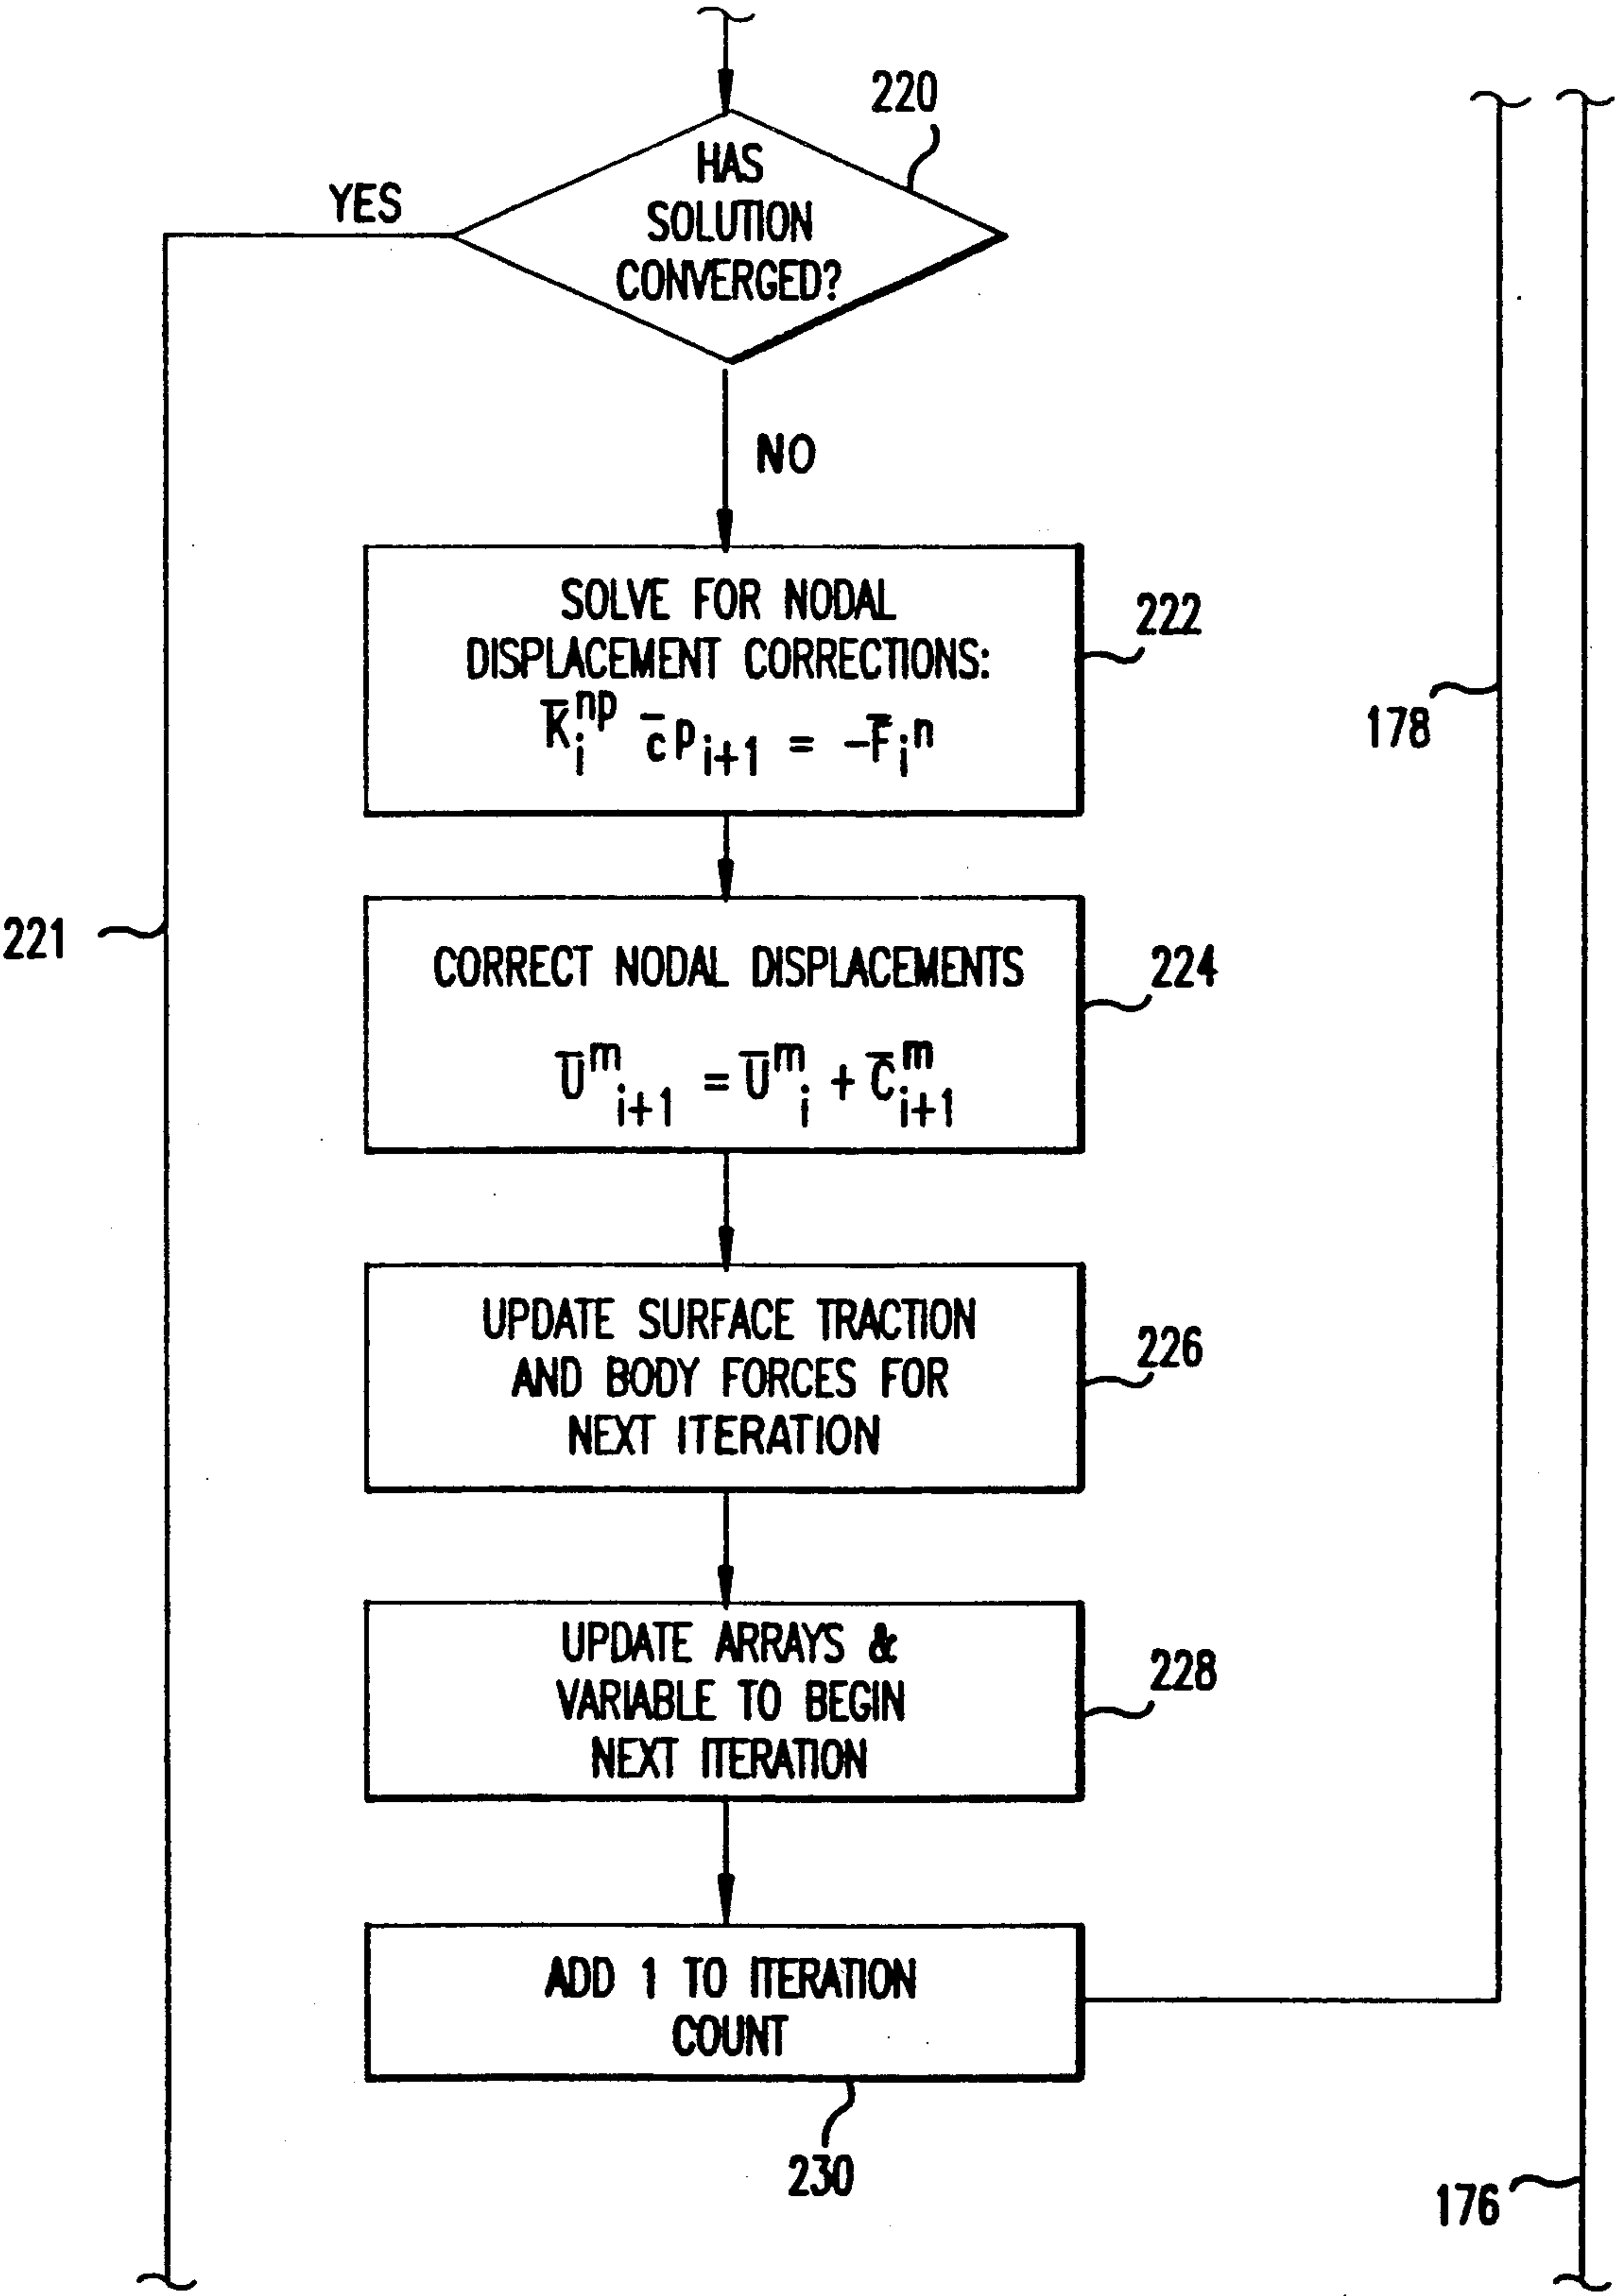 220
HAS
SOLUTION
CONVERGED?
YES
NO
SOLVE FOR NODAL
DISPLACEMENT CORRECTIONS:
K̅ᵢⁿᵖ c̅ pᵢ₊₁ = -F̅ᵢⁿ
222
178
221
CORRECT NODAL DISPLACEMENTS
U̅ᵐᵢ₊₁ = U̅ᵐᵢ + C̅ᵐᵢ₊₁
224
UPDATE SURFACE TRACTION
AND BODY FORCES FOR
NEXT ITERATION
226
UPDATE ARRAYS &
VARIABLE TO BEGIN
NEXT ITERATION
228
ADD 1 TO ITERATION
COUNT
230
176